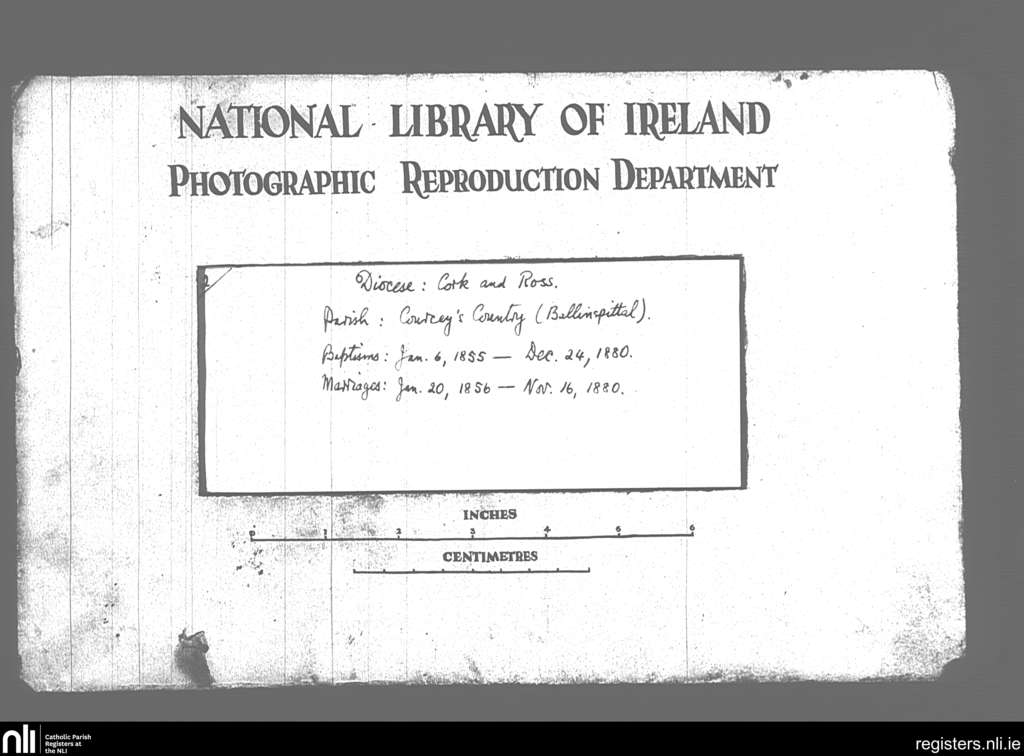 NATIONAL LIBRARY OF IRELAND
PHOTOGRAPHIC REPRODUCTION DEPARTMENT
Diocese: Cork and Ross.
Parish: Courcey's Country (Ballinspittal).
Baptisms: Jan. 6, 1855 — Dec. 24, 1880.
Marriages: Jan. 20, 1856 — Nov. 16, 1880.
INCHES
0 1 2 3 4 5 6
CENTIMETRES
nli Catholic Parish
Registers at
the NLI
registers.nli.ie